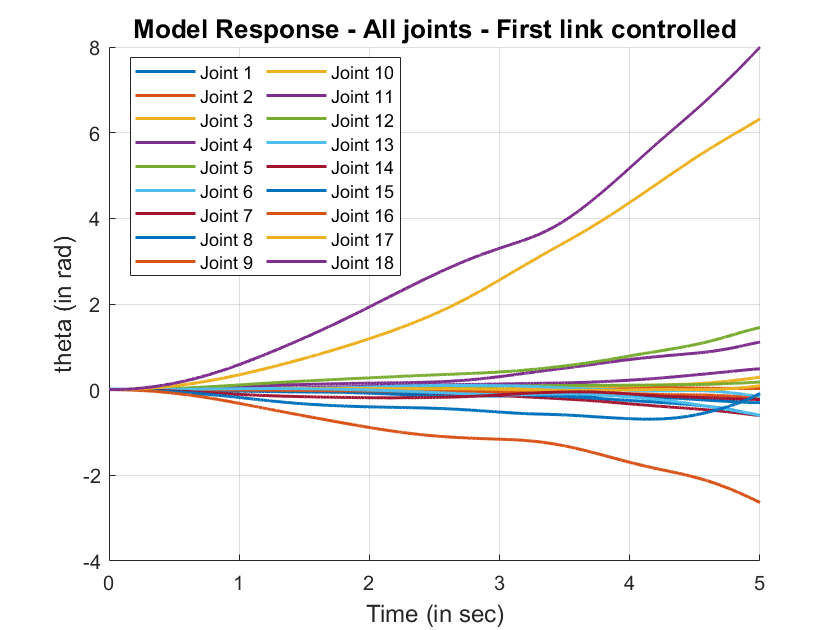 Model Response - All joints - First link controlled
8
6
4
2
0
-2
-4
theta (in rad)
Joint 1
Joint 2
Joint 3
Joint 4
Joint 5
Joint 6
Joint 7
Joint 8
Joint 9
Joint 10
Joint 11
Joint 12
Joint 13
Joint 14
Joint 15
Joint 16
Joint 17
Joint 18
0 1 2 3 4 5
Time (in sec)